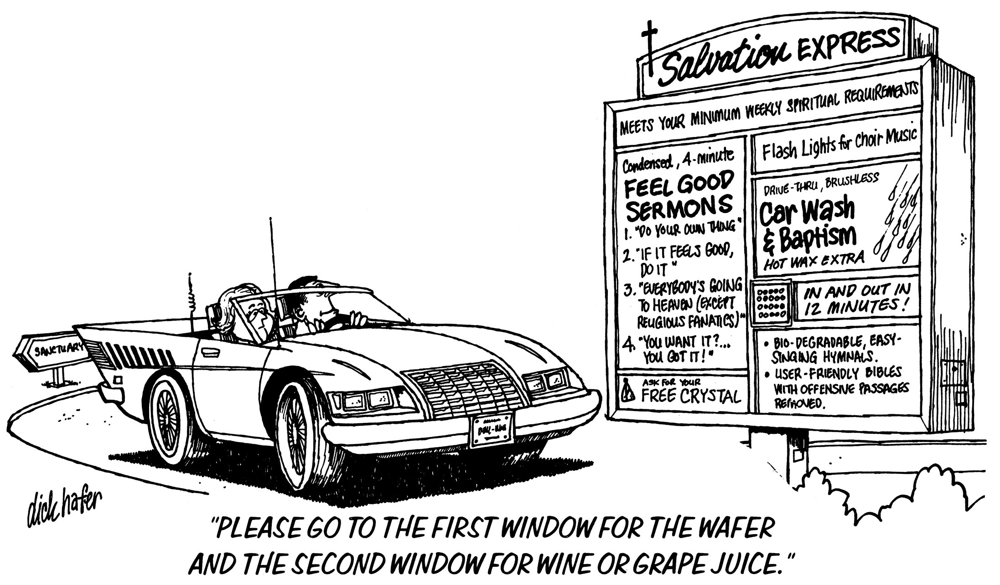 Salvation EXPRESS
MEETS YOUR MINIMUM WEEKLY SPIRITUAL REQUIREMENTS
Condensed, 4-minute
FEEL GOOD
SERMONS
1. "DO YOUR OWN THING"
2. "IF IT FEELS GOOD,
DO IT"
3. "EVERYBODY'S GOING
TO HEAVEN (EXCEPT
RELIGIOUS FANATICS)"
4. "YOU WANT IT?...
YOU GOT IT!"
ASK FOR YOUR
FREE CRYSTAL
Flash Lights for Choir Music
DRIVE-THRU, BRUSHLESS
Car Wash
& Baptism
HOT WAX EXTRA
IN AND OUT IN
12 MINUTES!
• BIO-DEGRADABLE, EASY-
SINGING HYMNALS.
• USER-FRIENDLY BIBLES
WITH OFFENSIVE PASSAGES
REMOVED.
SANCTUARY
dick hafer
"PLEASE GO TO THE FIRST WINDOW FOR THE WAFER
AND THE SECOND WINDOW FOR WINE OR GRAPE JUICE."